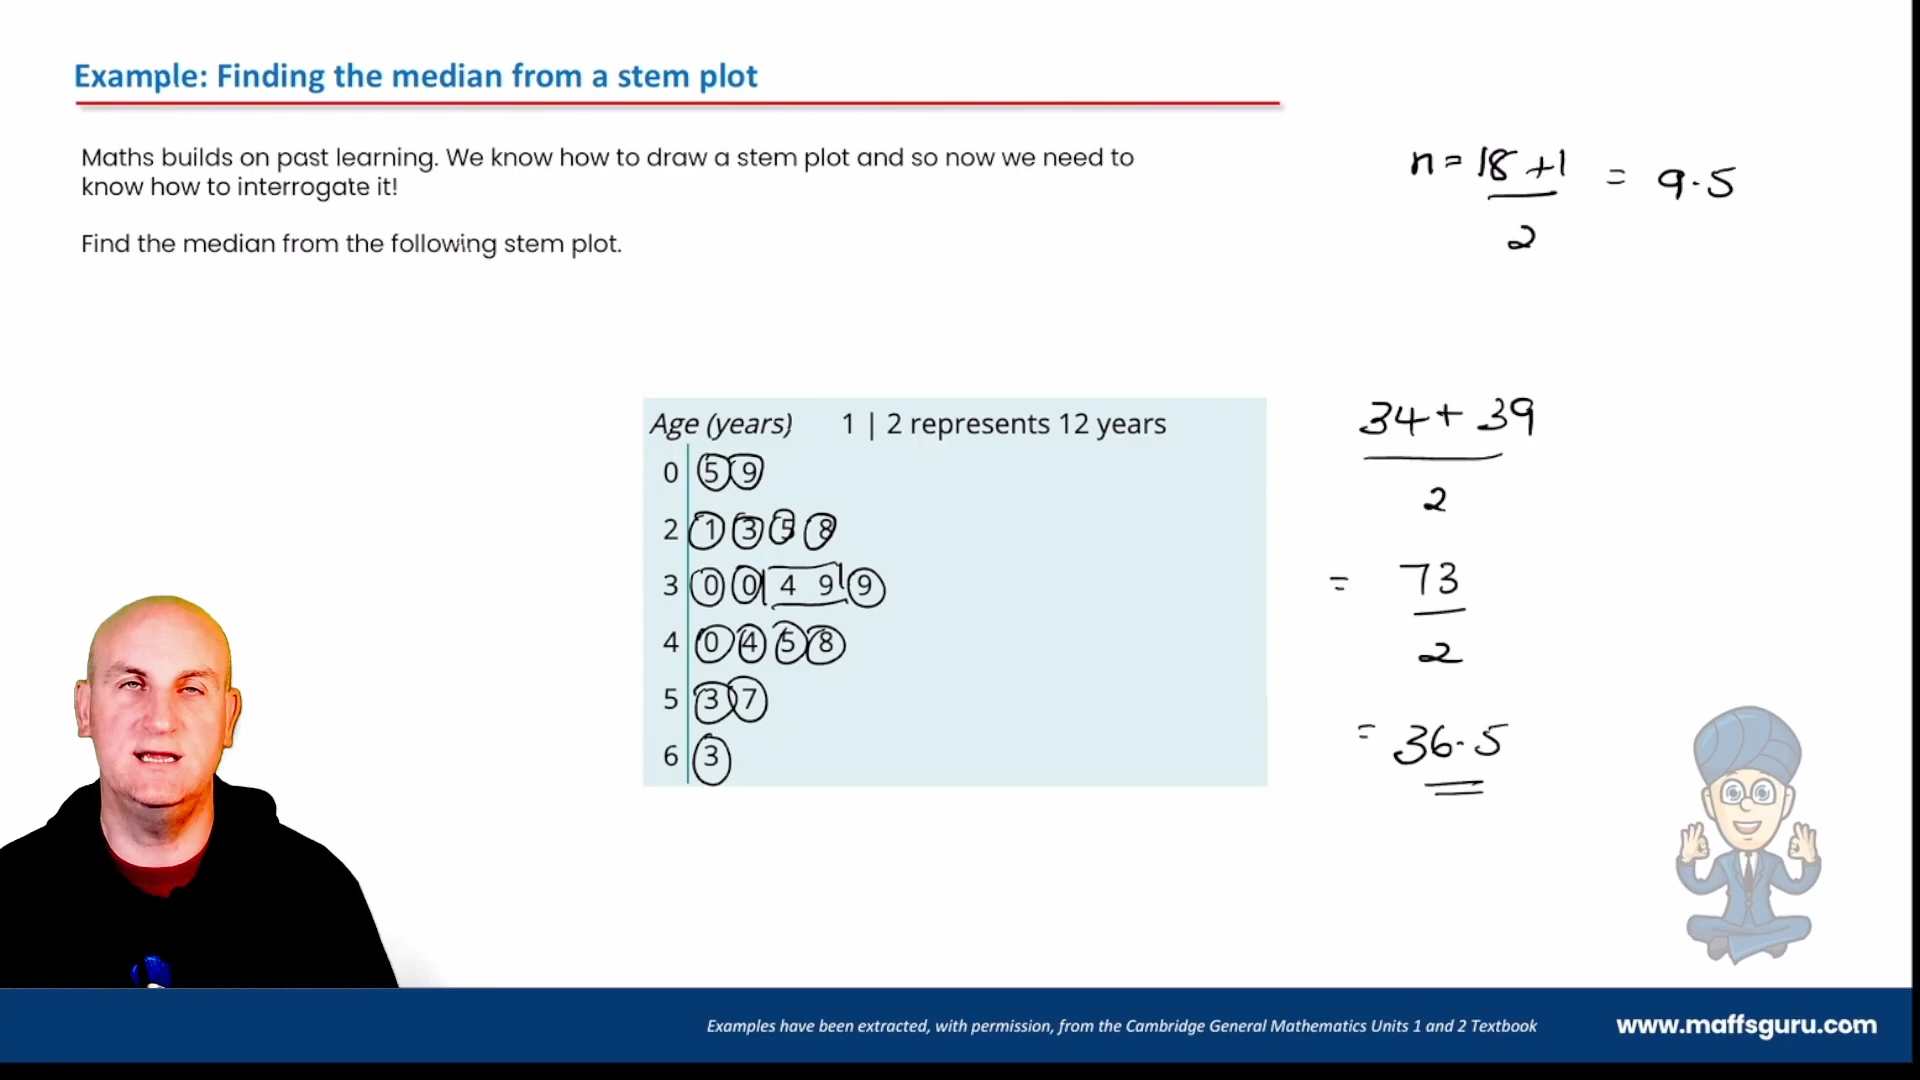 Example: Finding the median from a stem plot
Maths builds on past learning. We know how to draw a stem plot and so now we need to
know how to interrogate it!
Find the median from the following stem plot.
n = 18 + 1
2
= 9.5
Age (years) 1 | 2 represents 12 years
0 | 5 9
2 | 1 3 5 8
3 | 0 0 4 9 9
4 | 0 4 5 8
5 | 3 7
6 | 3
34 + 39
2
= 73
2
= 36.5
Examples have been extracted, with permission, from the Cambridge General Mathematics Units 1 and 2 Textbook
www.maffsguru.com